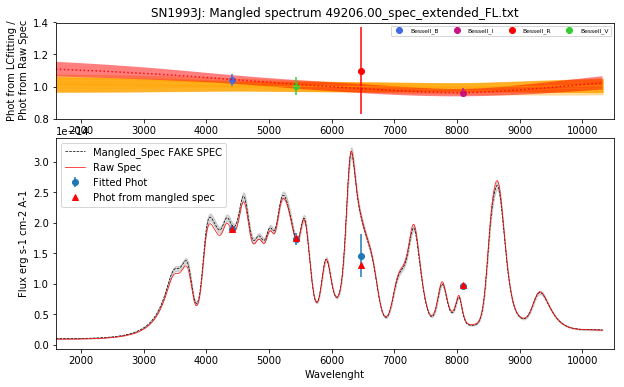 SN1993J: Mangled spectrum 49206.00_spec_extended_FL.txt
Phot from LCfitting /
Phot from Raw Spec
1.4
1.2
1.0
0.8
Bessell_B
Bessell_I
Bessell_R
Bessell_V
2000 3000 4000 5000 6000 7000 8000 9000 10000
1e−14
Flux erg s-1 cm-2 A-1
3.0
2.5
2.0
1.5
1.0
0.5
0.0
Mangled_Spec FAKE SPEC
Raw Spec
Fitted Phot
Phot from mangled spec
2000 3000 4000 5000 6000 7000 8000 9000 10000
Wavelenght